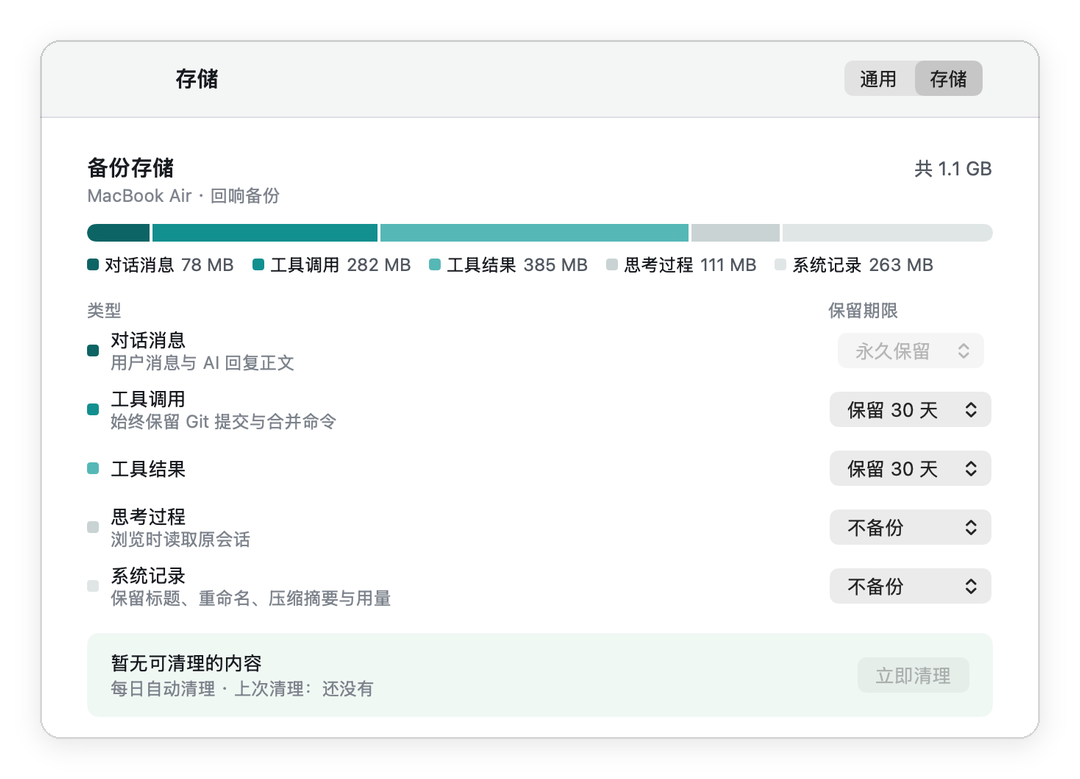 存储
通用
存储
备份存储
共 1.1 GB
MacBook Air · 回响备份
对话消息 78 MB
工具调用 282 MB
工具结果 385 MB
思考过程 111 MB
系统记录 263 MB
类型
保留期限
对话消息
用户消息与 AI 回复正文
永久保留
工具调用
始终保留 Git 提交与合并命令
保留 30 天
工具结果
保留 30 天
思考过程
浏览时读取原会话
不备份
系统记录
保留标题、重命名、压缩摘要与用量
不备份
暂无可清理的内容
每日自动清理 · 上次清理：还没有
立即清理